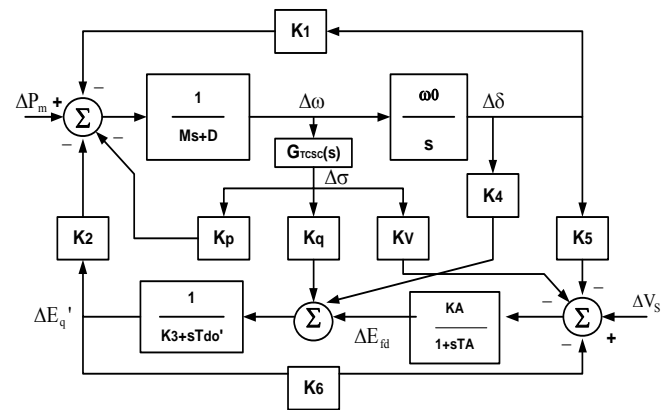 K1
ΔPm +
−
−
−
Σ
1
Ms+D
Δω
ω0
s
Δδ
GTCSC(s)
Δσ
K4
K2
Kp
Kq
KV
K5
ΔEq'
1
K3+sTdo'
Σ
ΔEfd
KA
1+sTA
−
−
−
Σ
+
ΔVS
K6